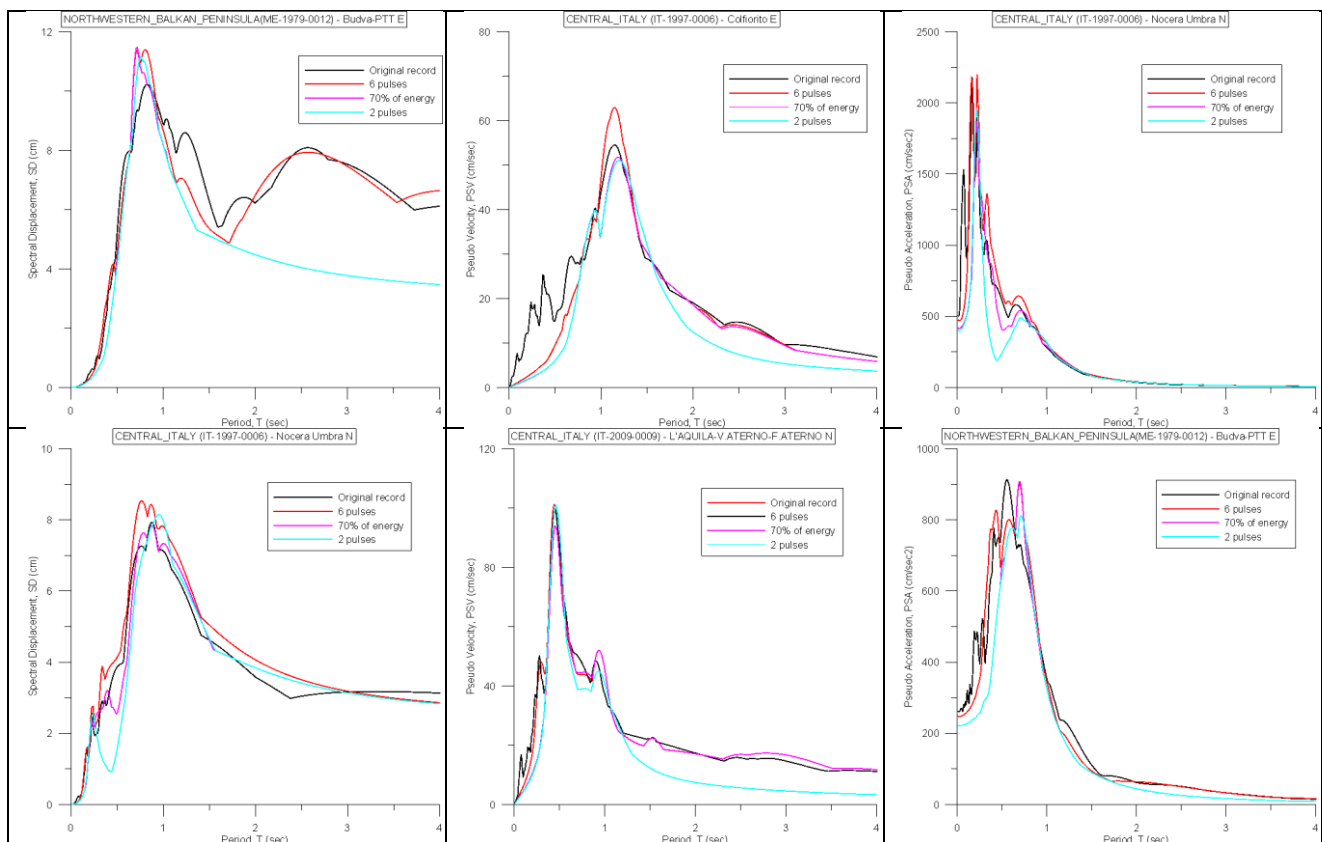 NORTHWESTERN_BALKAN_PENINSULA(ME-1979-0012) - Budva-PTT E
12
8
4
0
Spectral Displacement, SD (cm)
Original record
6 pulses
70% of energy
2 pulses
0 1 2 3 4
Period, T (sec)
CENTRAL_ITALY (IT-1997-0006) - Colfiorito E
80
60
40
20
0
Pseudo Velocity, PSV (cm/sec)
Original record
6 pulses
70% of energy
2 pulses
0 1 2 3 4
Period, T (sec)
CENTRAL_ITALY (IT-1997-0006) - Nocera Umbra N
2500
2000
1500
1000
500
0
Pseudo Acceleration, PSA (cm/sec2)
Original record
6 pulses
70% of energy
2 pulses
0 1 2 3 4
Period, T (sec)
CENTRAL_ITALY (IT-1997-0006) - Nocera Umbra N
10
8
6
4
2
0
Spectral Displacement, SD (cm)
Original record
6 pulses
70% of energy
2 pulses
0 1 2 3 4
Period, T (sec)
CENTRAL_ITALY (IT-2009-0009) - L'AQUILA-V.ATERNO-F.ATERNO N
120
80
40
0
Pseudo Velocity, PSV (cm/sec)
Original record
6 pulses
70% of energy
2 pulses
0 1 2 3 4
Period, T (sec)
NORTHWESTERN_BALKAN_PENINSULA(ME-1979-0012) - Budva-PTT E
1000
800
600
400
200
0
Pseudo Acceleration, PSA (cm/sec2)
Original record
6 pulses
70% of energy
2 pulses
0 1 2 3 4
Period, T (sec)